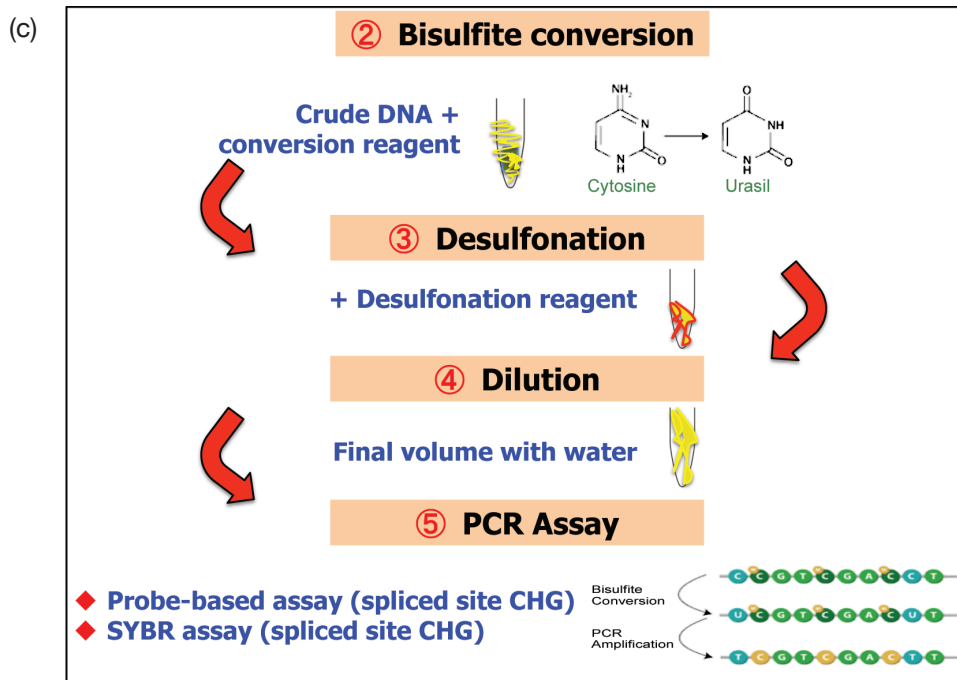 (c)
② Bisulfite conversion
Crude DNA +
conversion reagent
NH₂
N
N
H
O
Cytosine
O
NH
N
H
O
Urasil
③ Desulfonation
+ Desulfonation reagent
④ Dilution
Final volume with water
⑤ PCR Assay
◆ Probe-based assay (spliced site CHG)
◆ SYBR assay (spliced site CHG)
Bisulfite
Conversion
PCR
Amplification
C C G T C G A C C T
U C G T C G A C U T
T C G T C G A C T T